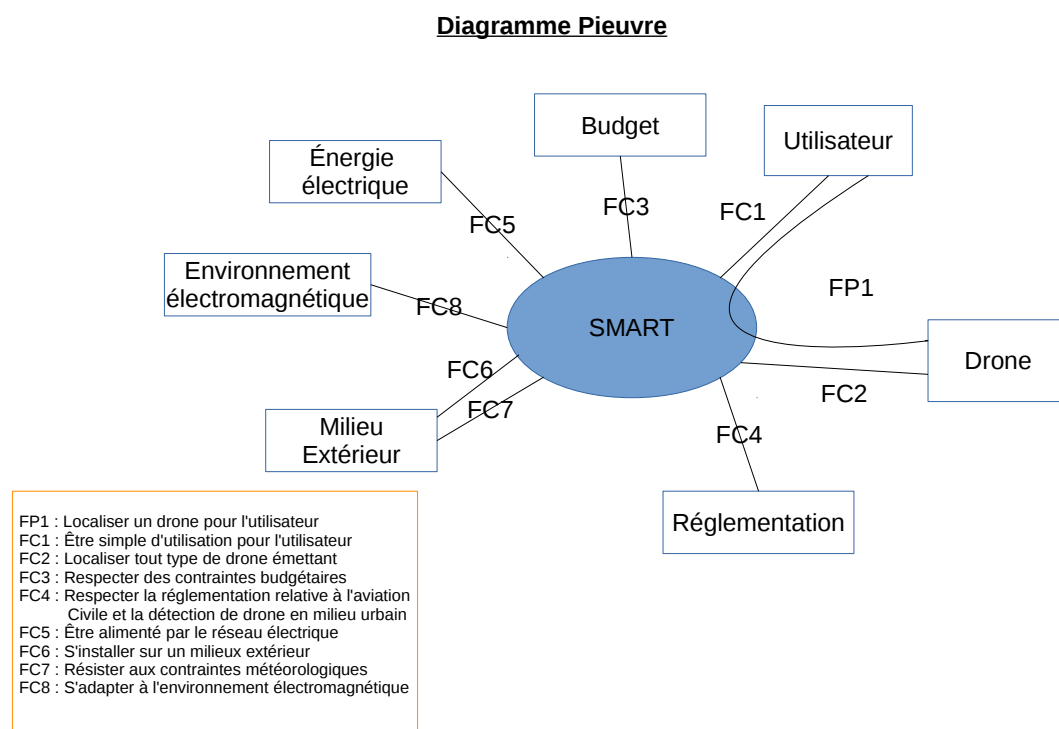 Diagramme Pieuvre
Budget
Utilisateur
Énergie
électrique
FC5
FC3
FC1
Environnement
électromagnétique
FC8
FP1
SMART
Drone
FC6
FC7
FC2
Milieu
Extérieur
FC4
Réglementation
FP1 : Localiser un drone pour l'utilisateur
FC1 : Être simple d'utilisation pour l'utilisateur
FC2 : Localiser tout type de drone émettant
FC3 : Respecter des contraintes budgétaires
FC4 : Respecter la réglementation relative à l'aviation
Civile et la détection de drone en milieu urbain
FC5 : Être alimenté par le réseau électrique
FC6 : S'installer sur un milieux extérieur
FC7 : Résister aux contraintes météorologiques
FC8 : S'adapter à l'environnement électromagnétique